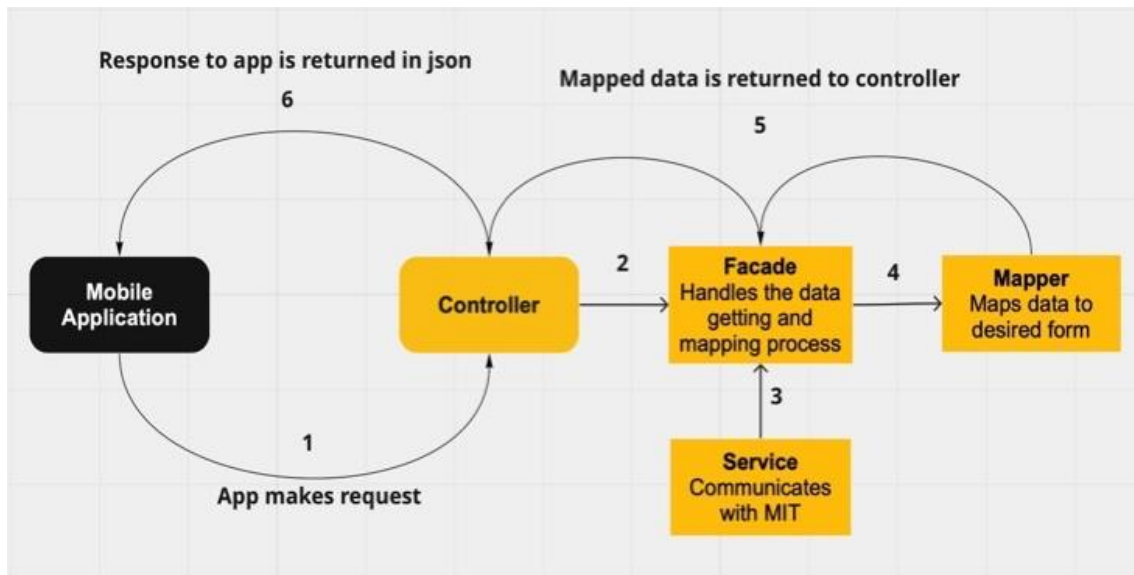 Response to app is returned in json
6
Mapped data is returned to controller
5
Mobile
Application
Controller
2
Facade
Handles the data
getting and
mapping process
4
Mapper
Maps data to
desired form
3
1
App makes request
Service
Communicates
with MIT